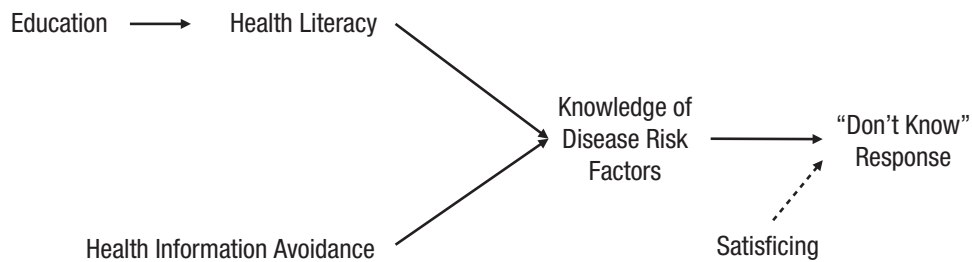 Education
Health Literacy
Knowledge of
Disease Risk
Factors
“Don’t Know”
Response
Health Information Avoidance
Satisficing